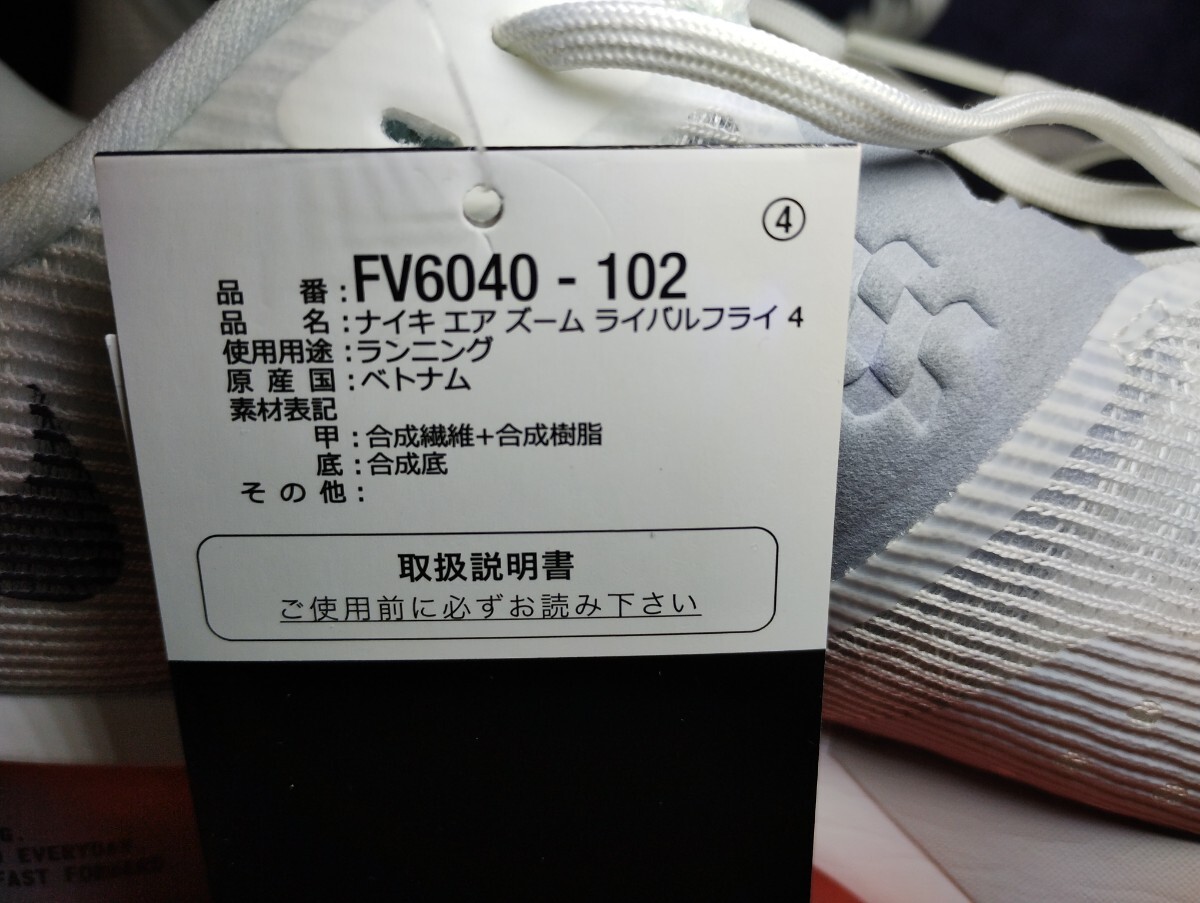 ④
品 番:FV6040 - 102
品 名:ナイキ エア ズーム ライバルフライ 4
使用用途:ランニング
原産国:ベトナム
素材表記
甲:合成繊維+合成樹脂
底:合成底
その他:
取扱説明書
ご使用前に必ずお読み下さい
EVERYDAY
FAST